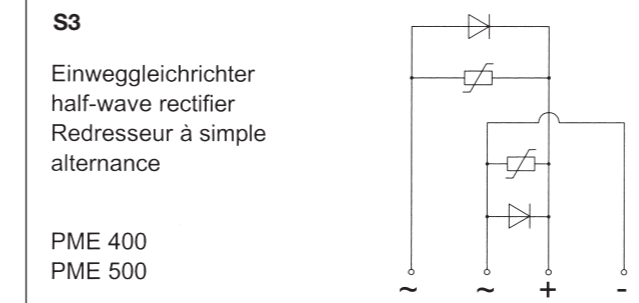 S3
Einweggleichrichter
half-wave rectifier
Redresseur à simple
alternance
PME 400
PME 500
~ ~ + -